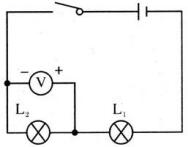 − V +
L₂ L₁